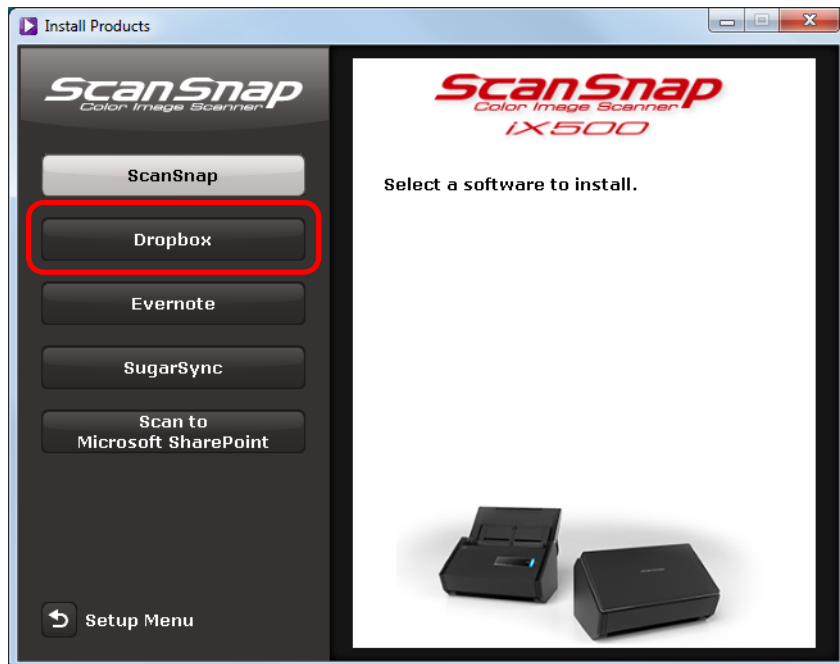 Install Products
ScanSnap
Color Image Scanner
ScanSnap
Dropbox
Evernote
SugarSync
Scan to
Microsoft SharePoint
Setup Menu
ScanSnap
Color Image Scanner
iX500
Select a software to install.